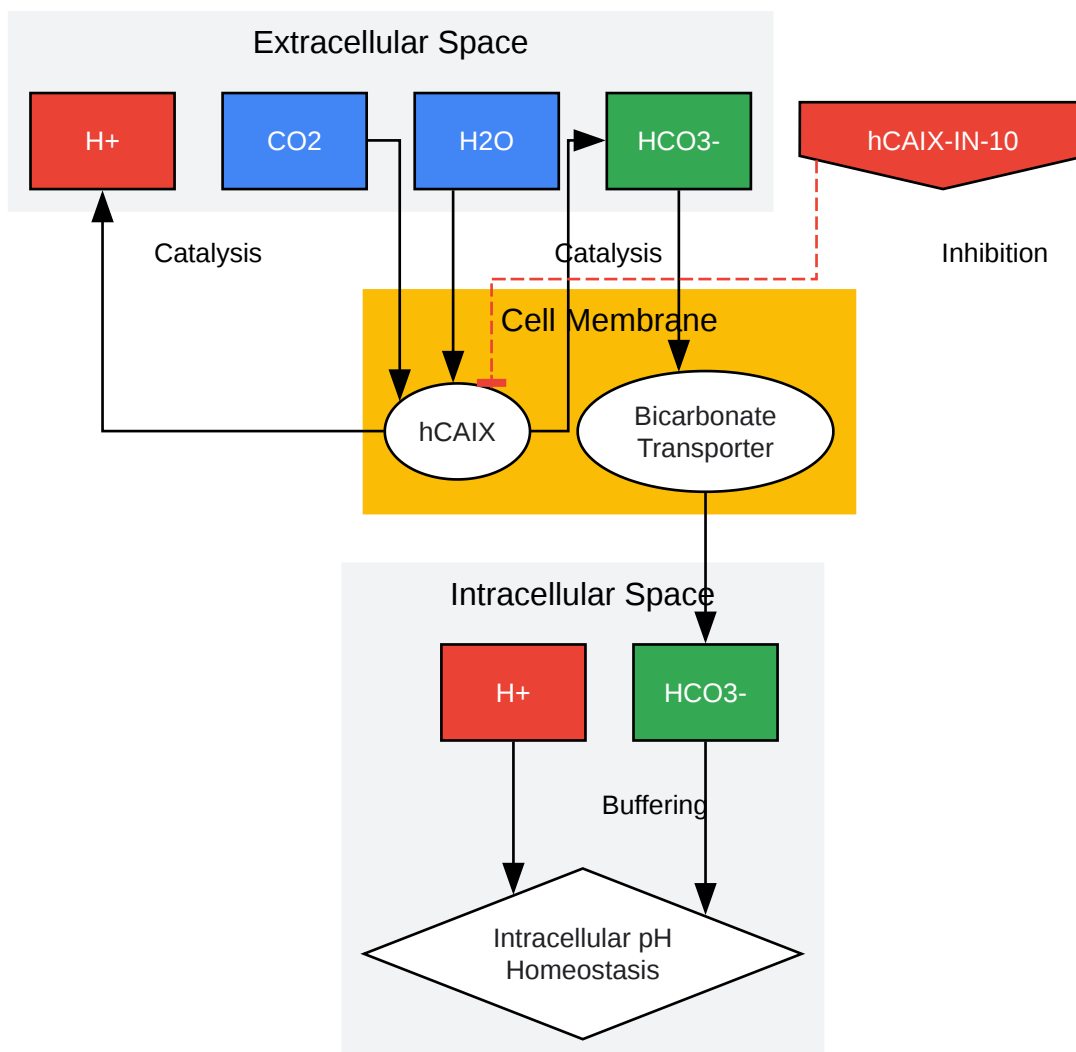 Extracellular Space
H+
CO2
H2O
HCO3-
hCAIX-IN-10
Catalysis
Catalysis
Inhibition
Cell Membrane
hCAIX
Bicarbonate
Transporter
Intracellular Space
H+
HCO3-
Buffering
Intracellular pH
Homeostasis